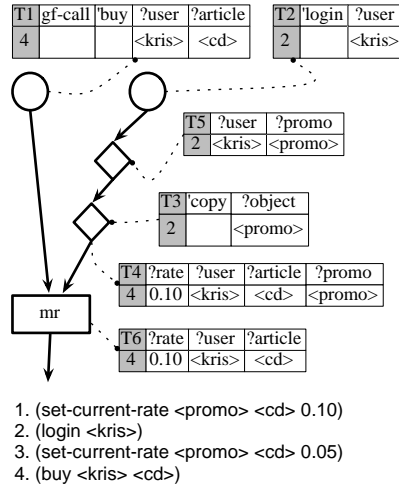 T1 gf-call 'buy ?user ?article
4 <kris> <cd>
T2 'login ?user
2 <kris>
T5 ?user ?promo
2 <kris> <promo>
T3 'copy ?object
2 <promo>
T4 ?rate ?user ?article ?promo
4 0.10 <kris> <cd> <promo>
mr
T6 ?rate ?user ?article
4 0.10 <kris> <cd>
1. (set-current-rate <promo> <cd> 0.10)
2. (login <kris>)
3. (set-current-rate <promo> <cd> 0.05)
4. (buy <kris> <cd>)